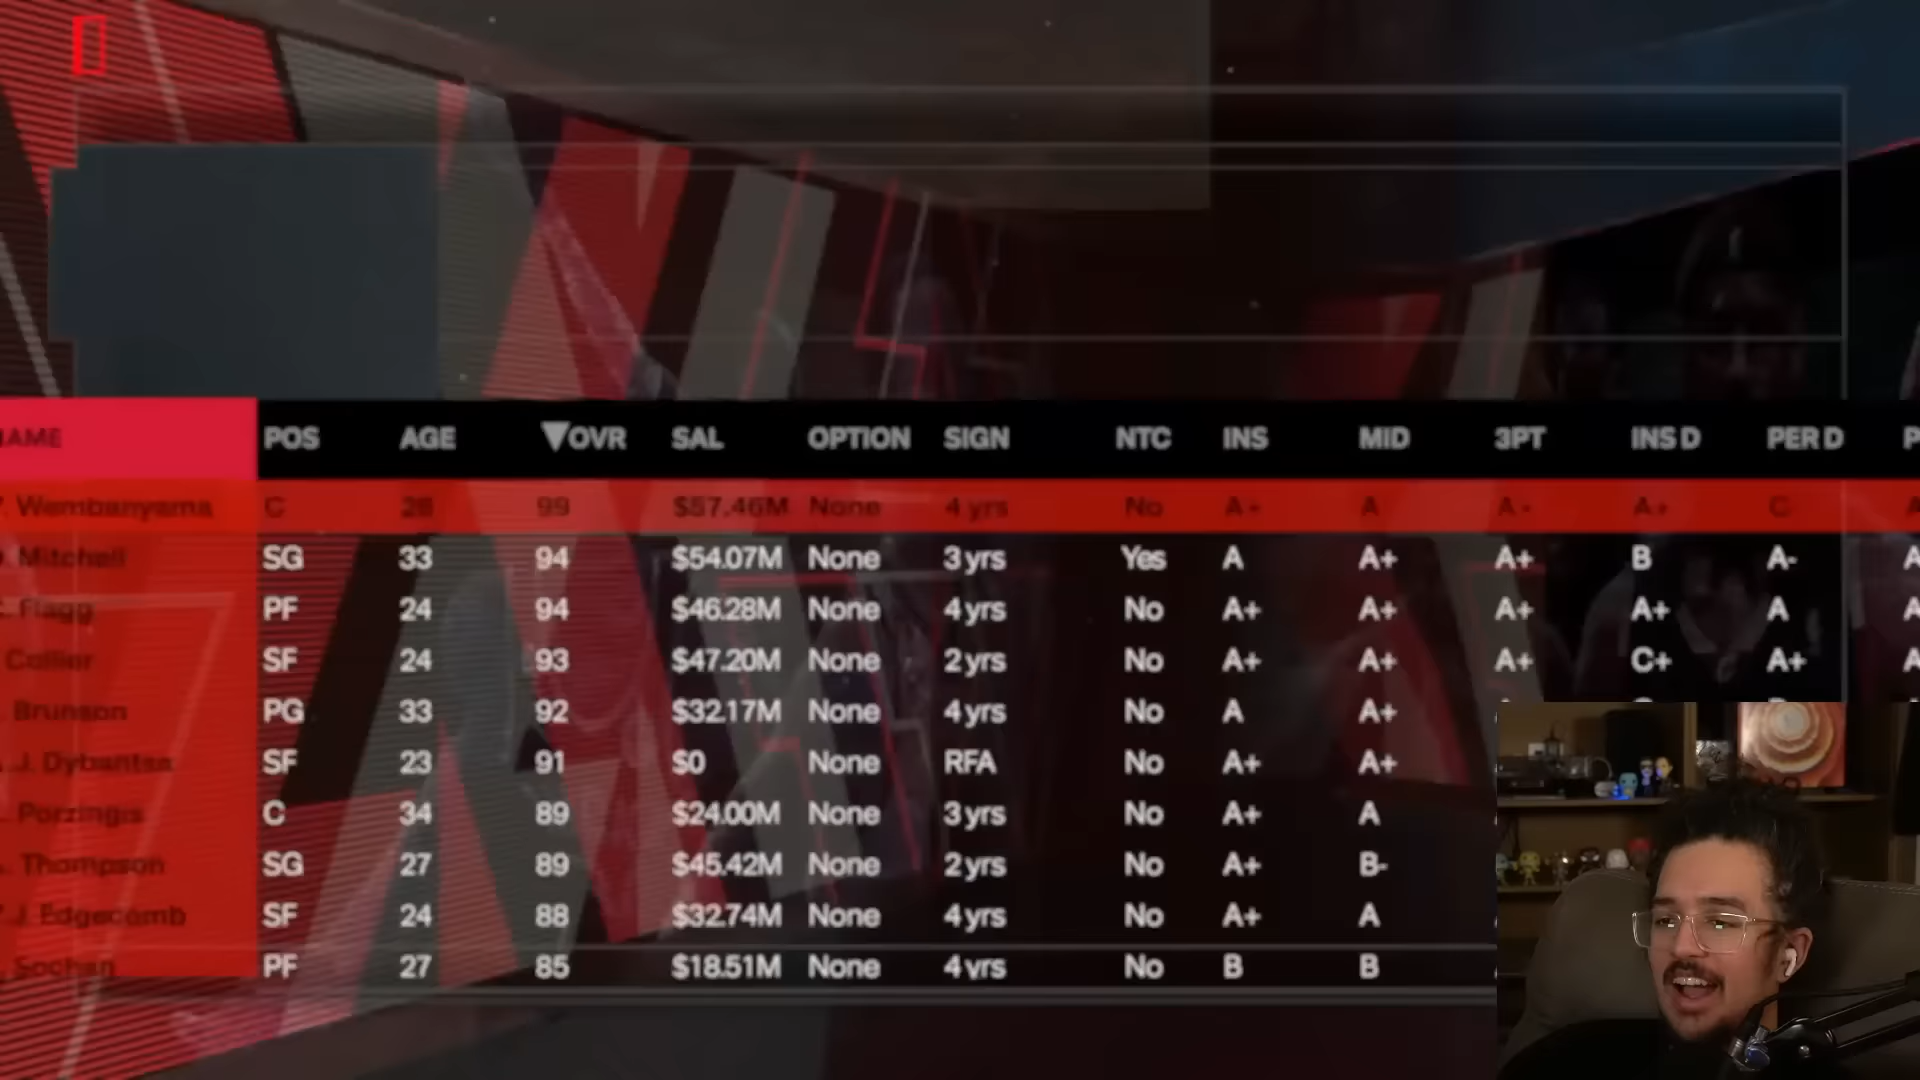 AME POS AGE ▼OVR SAL OPTION SIGN NTC INS MID 3PT INS D PER D P
Wembanyama C 28 99 $57.46M None 4 yrs No A+ A A+ C
Mitchell SG 33 94 $54.07M None 3 yrs Yes A A+ A+ B A- A
Flagg PF 24 94 $46.28M None 4 yrs No A+ A+ A+ A+ A A
Collier SF 24 93 $47.20M None 2 yrs No A+ A+ A+ C+ A+ A
Brunson PG 33 92 $32.17M None 4 yrs No A A+
J. Dybantsa SF 23 91 $0 None RFA No A+ A+
Porzingis C 34 89 $24.00M None 3 yrs No A+ A
Thompson SG 27 89 $45.42M None 2 yrs No A+ B-
J. Edgecomb SF 24 88 $32.74M None 4 yrs No A+ A
Sochan PF 27 85 $18.51M None 4 yrs No B B